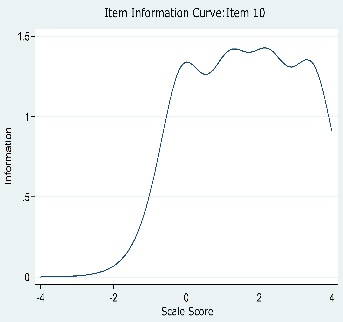 Item Information Curve: Item 10
1.5
1
.5
0
Information
-4 -2 0 2 4
Scale Score